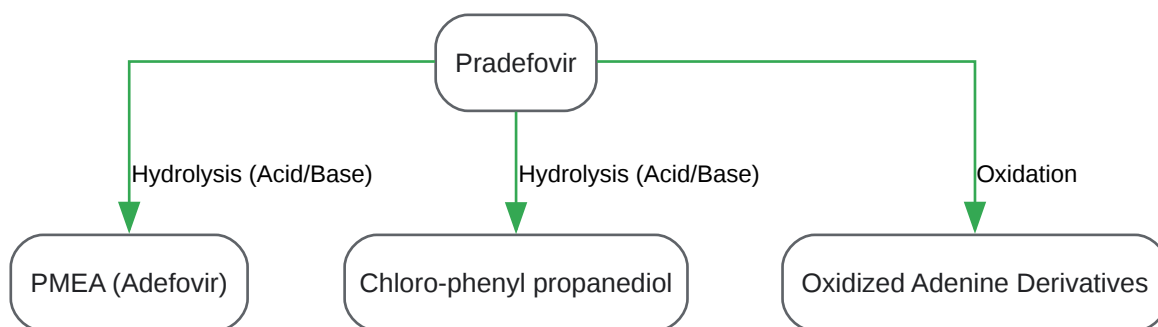 Pradefovir
Hydrolysis (Acid/Base)
Hydrolysis (Acid/Base)
Oxidation
PMEA (Adefovir)
Chloro-phenyl propanediol
Oxidized Adenine Derivatives